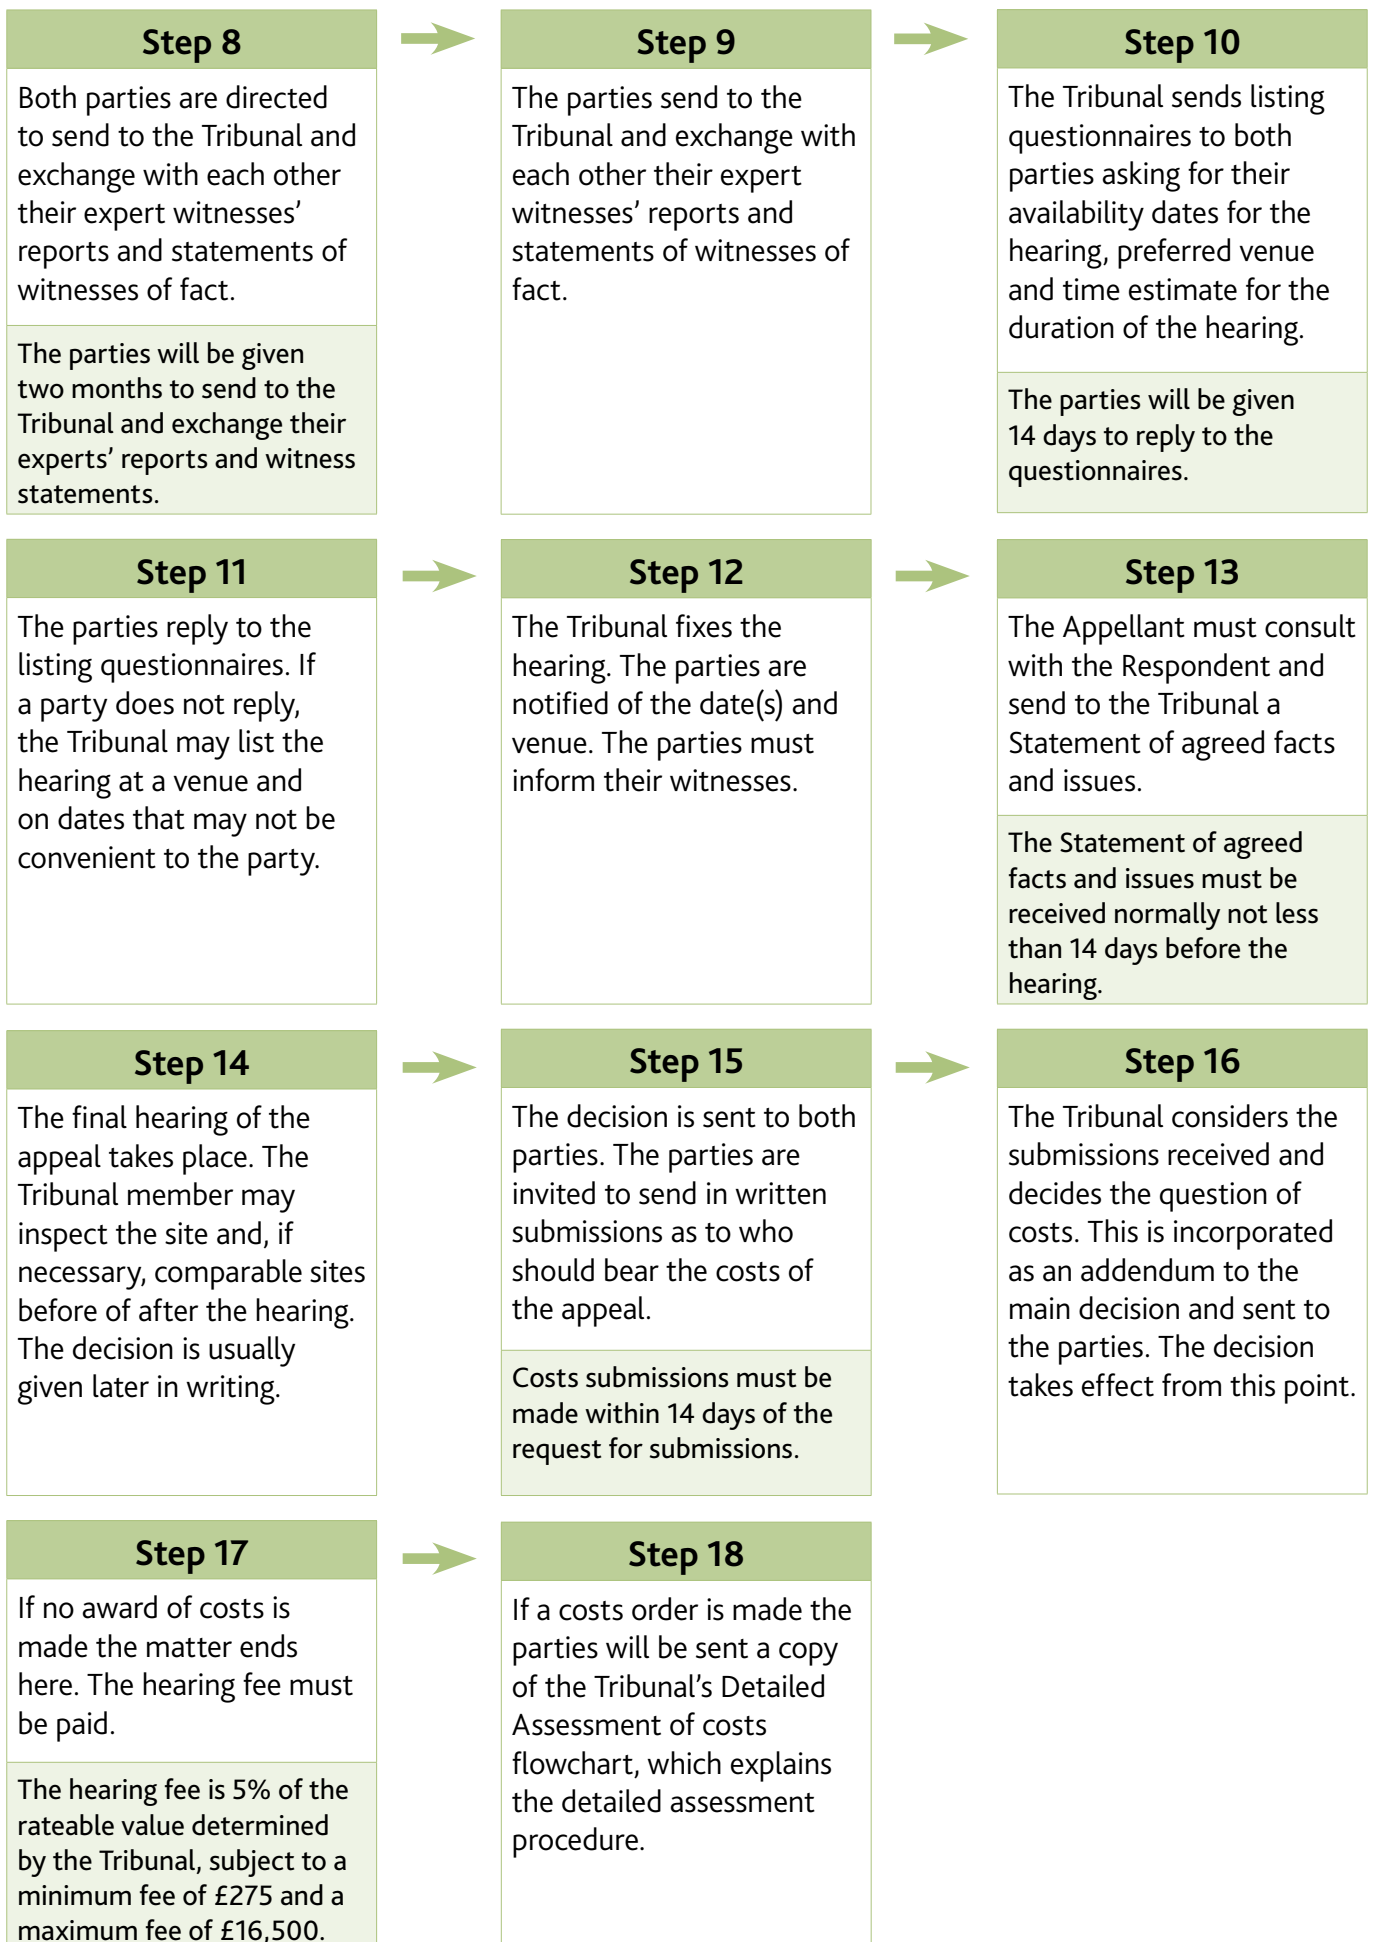 Step 8
Both parties are directed
to send to the Tribunal and
exchange with each other
their expert witnesses’
reports and statements of
witnesses of fact.
The parties will be given
two months to send to the
Tribunal and exchange their
experts’ reports and witness
statements.
Step 9
The parties send to the
Tribunal and exchange with
each other their expert
witnesses’ reports and
statements of witnesses of
fact.
Step 10
The Tribunal sends listing
questionnaires to both
parties asking for their
availability dates for the
hearing, preferred venue
and time estimate for the
duration of the hearing.
The parties will be given
14 days to reply to the
questionnaires.
Step 11
The parties reply to the
listing questionnaires. If
a party does not reply,
the Tribunal may list the
hearing at a venue and
on dates that may not be
convenient to the party.
Step 12
The Tribunal fixes the
hearing. The parties are
notified of the date(s) and
venue. The parties must
inform their witnesses.
Step 13
The Appellant must consult
with the Respondent and
send to the Tribunal a
Statement of agreed facts
and issues.
The Statement of agreed
facts and issues must be
received normally not less
than 14 days before the
hearing.
Step 14
The final hearing of the
appeal takes place. The
Tribunal member may
inspect the site and, if
necessary, comparable sites
before of after the hearing.
The decision is usually
given later in writing.
Step 15
The decision is sent to both
parties. The parties are
invited to send in written
submissions as to who
should bear the costs of
the appeal.
Costs submissions must be
made within 14 days of the
request for submissions.
Step 16
The Tribunal considers the
submissions received and
decides the question of
costs. This is incorporated
as an addendum to the
main decision and sent to
the parties. The decision
takes effect from this point.
Step 17
If no award of costs is
made the matter ends
here. The hearing fee must
be paid.
The hearing fee is 5% of the
rateable value determined
by the Tribunal, subject to a
minimum fee of £275 and a
maximum fee of £16,500.
Step 18
If a costs order is made the
parties will be sent a copy
of the Tribunal’s Detailed
Assessment of costs
flowchart, which explains
the detailed assessment
procedure.